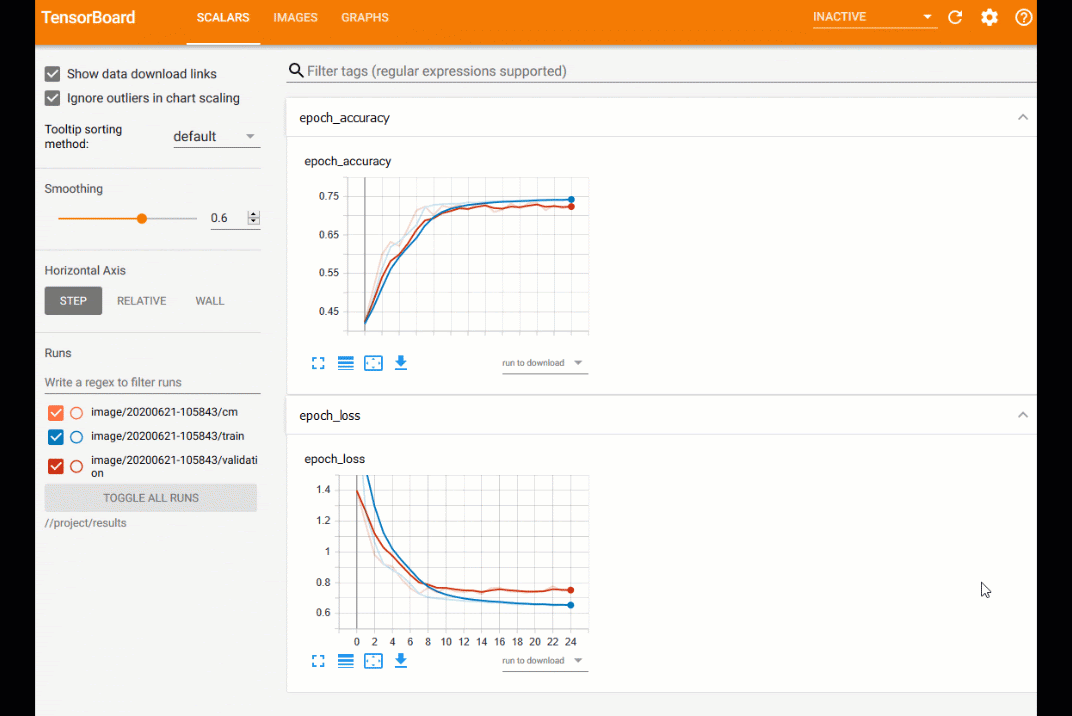 TensorBoard SCALARS IMAGES GRAPHS INACTIVE
Show data download links
Ignore outliers in chart scaling
Tooltip sorting
method:
default
Smoothing
0.6
Horizontal Axis
STEP RELATIVE WALL
Runs
Write a regex to filter runs
image/20200621-105843/cm
image/20200621-105843/train
image/20200621-105843/validati
on
TOGGLE ALL RUNS
//project/results
Filter tags (regular expressions supported)
epoch_accuracy
epoch_accuracy
0.75
0.65
0.55
0.45
run to download
epoch_loss
epoch_loss
1.4
1.2
1
0.8
0.6
0 2 4 6 8 10 12 14 16 18 20 22 24
run to download